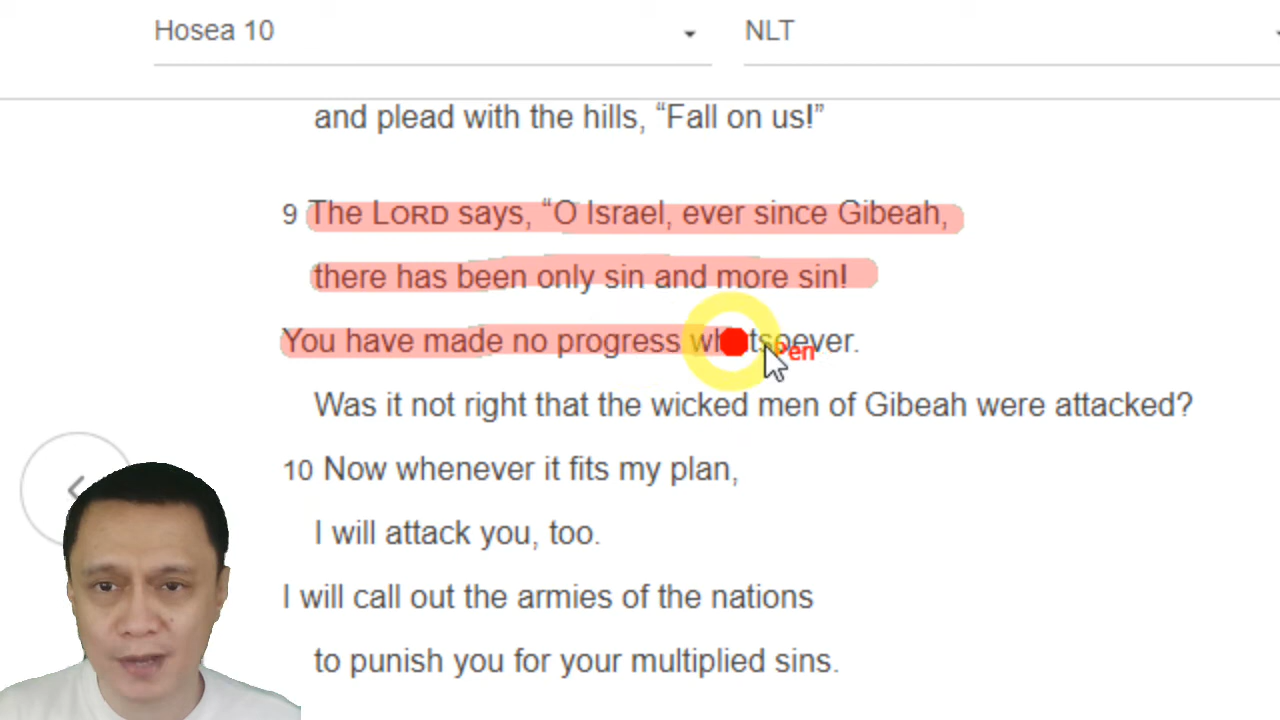 Hosea 10 NLT
and plead with the hills, “Fall on us!”
9 The LORD says, “O Israel, ever since Gibeah,
there has been only sin and more sin!
You have made no progress whatsoever.
Pen
Was it not right that the wicked men of Gibeah were attacked?
10 Now whenever it fits my plan,
I will attack you, too.
I will call out the armies of the nations
to punish you for your multiplied sins.